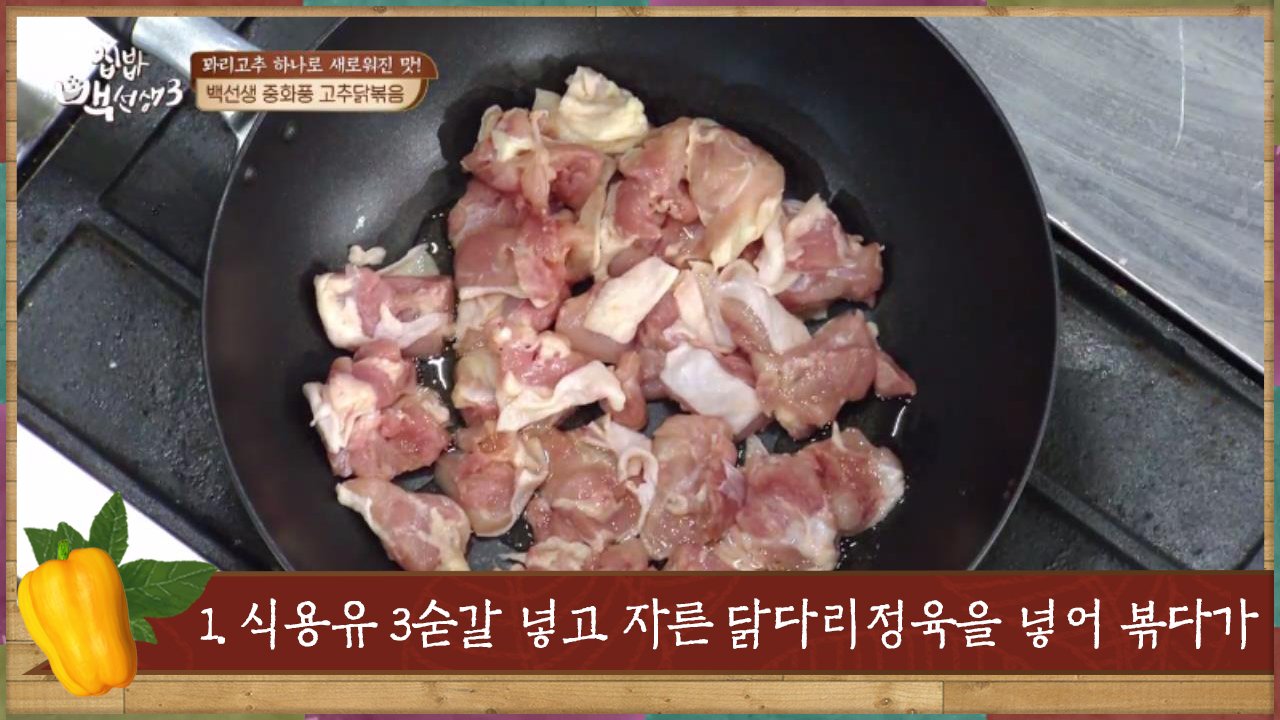 집밥
백선생3
꽈리고추 하나로 새로워진 맛!
백선생 중화풍 고추닭볶음
1. 식용유 3숟갈 넣고 자른 닭다리정육을 넣어 볶다가